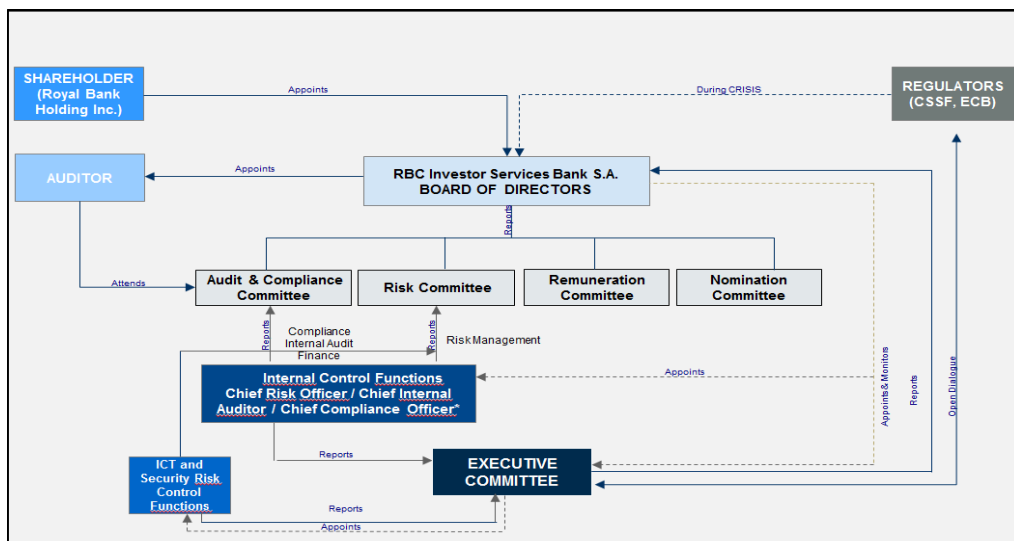 SHAREHOLDER
(Royal Bank
Holding Inc.)
Appoints
During CRISIS
REGULATORS
(CSSF, ECB)
AUDITOR
Appoints
RBC Investor Services Bank S.A.
BOARD OF DIRECTORS
Reports
Attends
Audit & Compliance
Committee
Risk Committee
Remuneration
Committee
Nomination
Committee
Reports
Compliance
Internal Audit
Finance
Reports
Risk Management
Internal Control Functions
Chief Risk Officer / Chief Internal
Auditor / Chief Compliance Officer*
Appoints
Appoints & Monitors
Reports
Open Dialogue
Reports
EXECUTIVE
COMMITTEE
ICT and
Security Risk
Control
Functions
Reports
Appoints